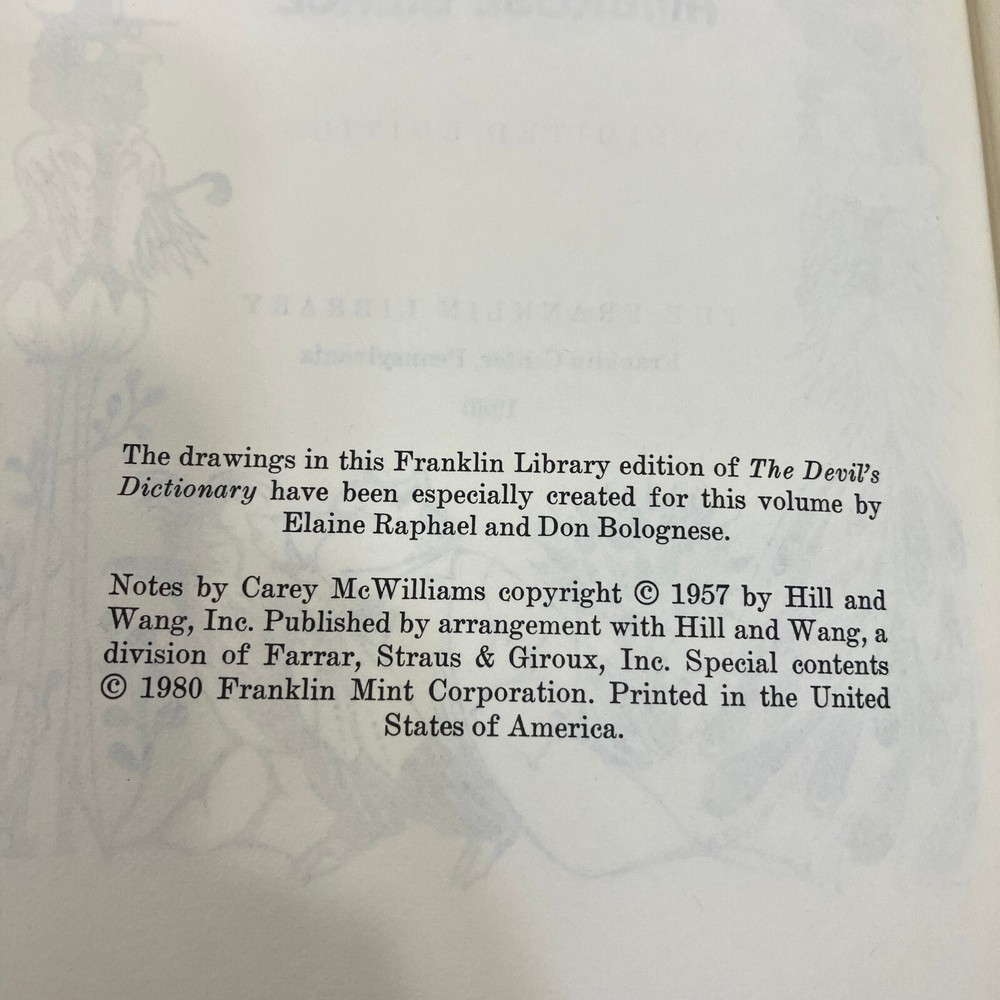 The drawings in this Franklin Library edition of The Devil's
Dictionary have been especially created for this volume by
Elaine Raphael and Don Bolognese.
Notes by Carey McWilliams copyright © 1957 by Hill and
Wang, Inc. Published by arrangement with Hill and Wang, a
division of Farrar, Straus & Giroux, Inc. Special contents
© 1980 Franklin Mint Corporation. Printed in the United
States of America.